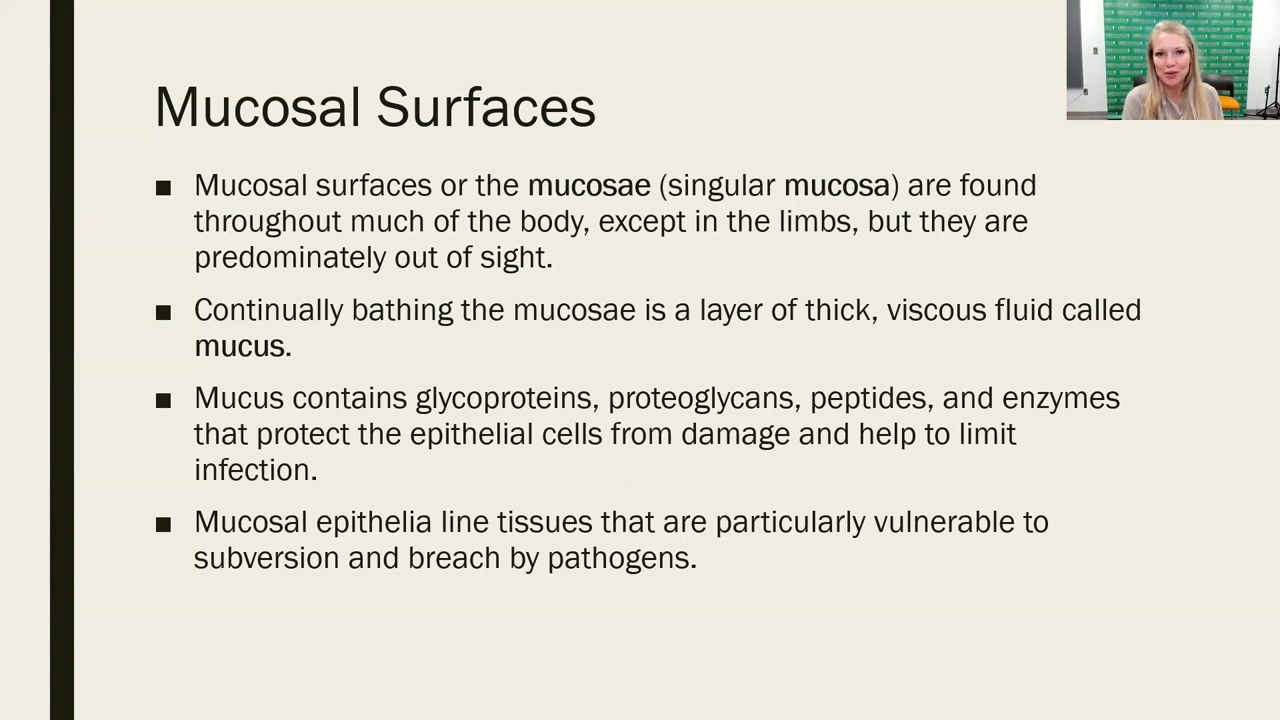 Mucosal Surfaces
■ Mucosal surfaces or the mucosae (singular mucosa) are found
throughout much of the body, except in the limbs, but they are
predominately out of sight.
■ Continually bathing the mucosae is a layer of thick, viscous fluid called
mucus.
■ Mucus contains glycoproteins, proteoglycans, peptides, and enzymes
that protect the epithelial cells from damage and help to limit
infection.
■ Mucosal epithelia line tissues that are particularly vulnerable to
subversion and breach by pathogens.